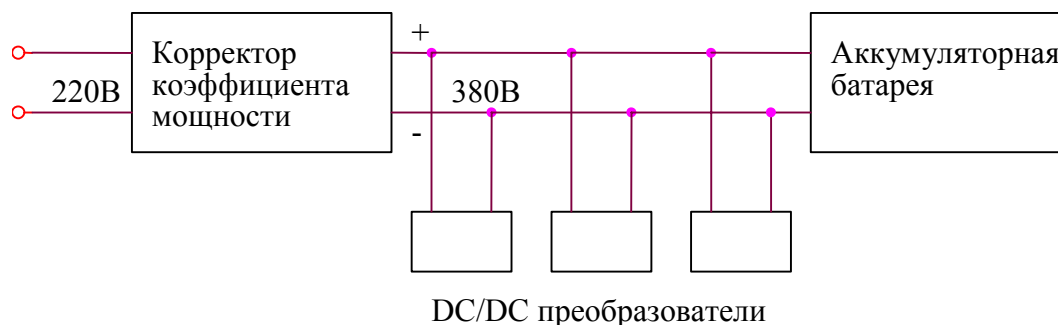 Корректор
коэффициента
мощности
220В
+
380В
-
Аккумуляторная
батарея
DC/DC преобразователи